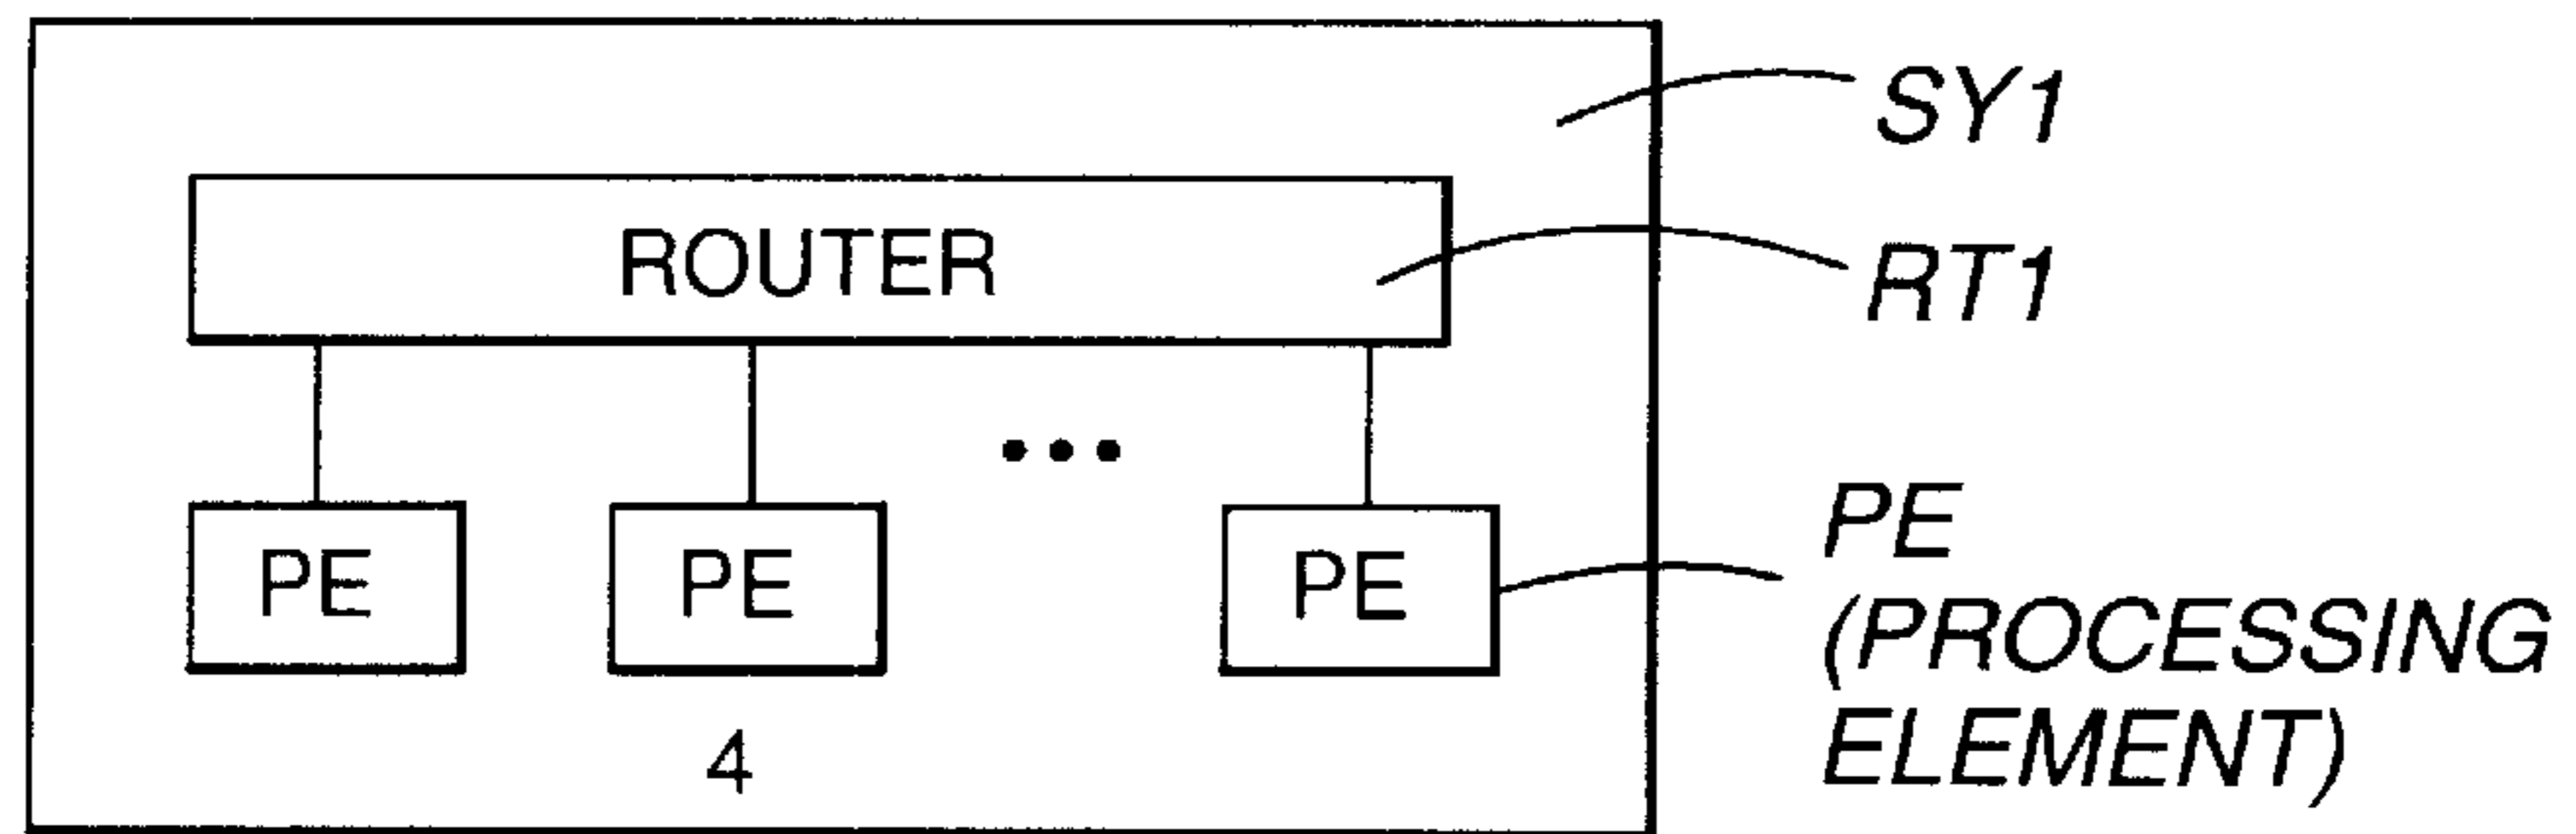 SY1
ROUTER
RT1
•••
PE PE PE
PE
(PROCESSING
ELEMENT)
4